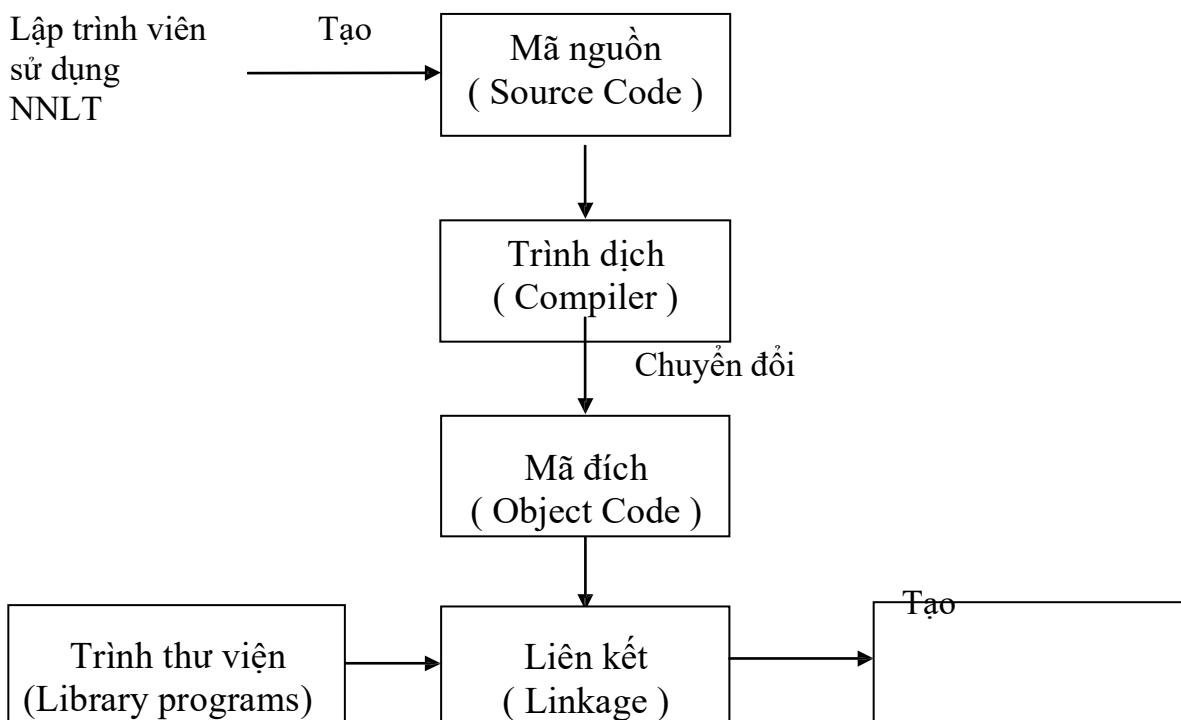 Lập trình viên
sử dụng
NNLT
Tạo
Mã nguồn
( Source Code )
Trình dịch
( Compiler )
Chuyển đổi
Mã đích
( Object Code )
Trình thư viện
(Library programs)
Liên kết
( Linkage )
Tạo